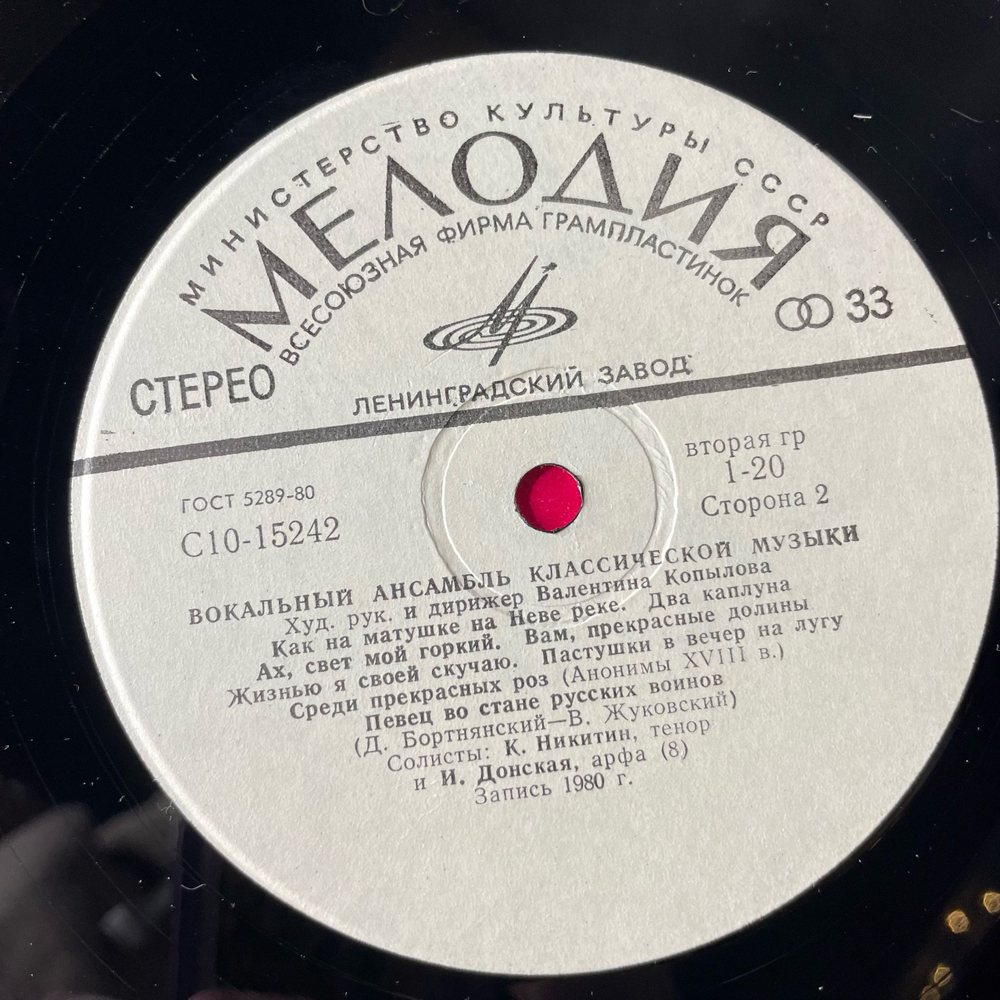 МИНИСТЕРСТВО КУЛЬТУРЫ СССР
МЕЛОДИЯ
ВСЕСОЮЗНАЯ ФИРМА ГРАМПЛАСТИНОК
33
СТЕРЕО
ЛЕНИНГРАДСКИЙ ЗАВОД
вторая гр
1-20
ГОСТ 5289-80
Сторона 2
С10-15242
ВОКАЛЬНЫЙ АНСАМБЛЬ КЛАССИЧЕСКОЙ МУЗЫКИ
Худ. рук. и дирижер Валентина Копылова
Как на матушке на Неве реке. Два каплуна
Ах, свет мой горкий. Вам, прекрасные долины
Жизнью я своей скучаю. Пастушки в вечер на лугу
Среди прекрасных роз (Анонимы XVIII в.)
Певец во стане русских воинов
(Д. Бортнянский—В. Жуковский)
Солисты: К. Никитин, тенор
и И. Донская, арфа (8)
Запись 1980 г.